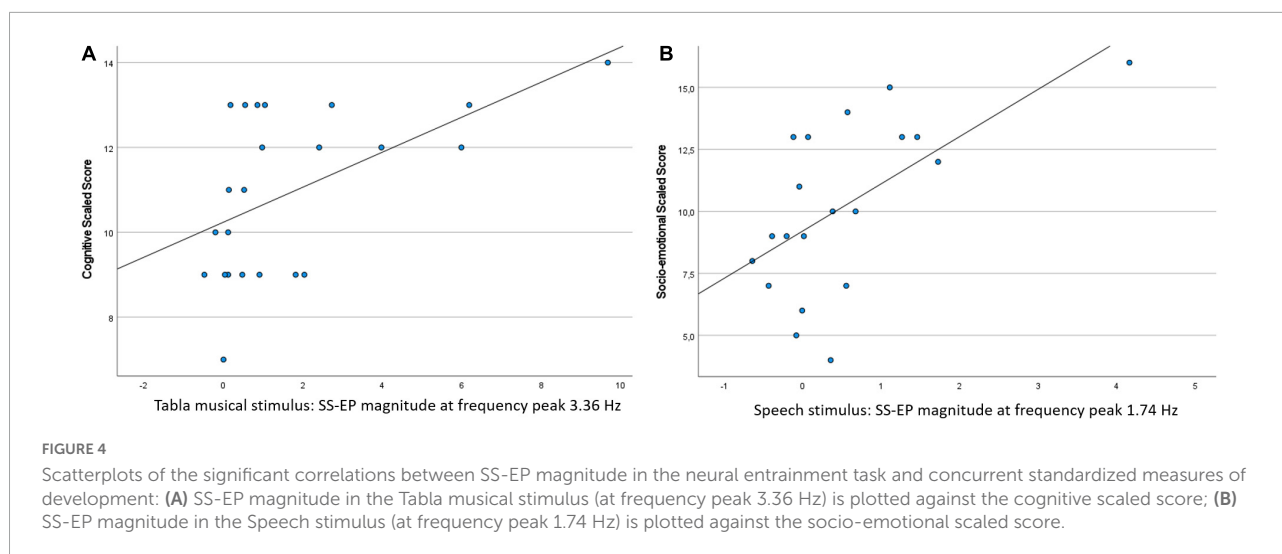 A
14
12
10
8
Cognitive Scaled Score
-2 0 2 4 6 8 10
Tabla musical stimulus: SS-EP magnitude at frequency peak 3.36 Hz
B
15,0
12,5
10,0
7,5
5,0
Socio-emotional Scaled Score
-1 0 1 2 3 4 5
Speech stimulus: SS-EP magnitude at frequency peak 1.74 Hz
FIGURE 4
Scatterplots of the significant correlations between SS-EP magnitude in the neural entrainment task and concurrent standardized measures of
development: (A) SS-EP magnitude in the Tabla musical stimulus (at frequency peak 3.36 Hz) is plotted against the cognitive scaled score; (B)
SS-EP magnitude in the Speech stimulus (at frequency peak 1.74 Hz) is plotted against the socio-emotional scaled score.